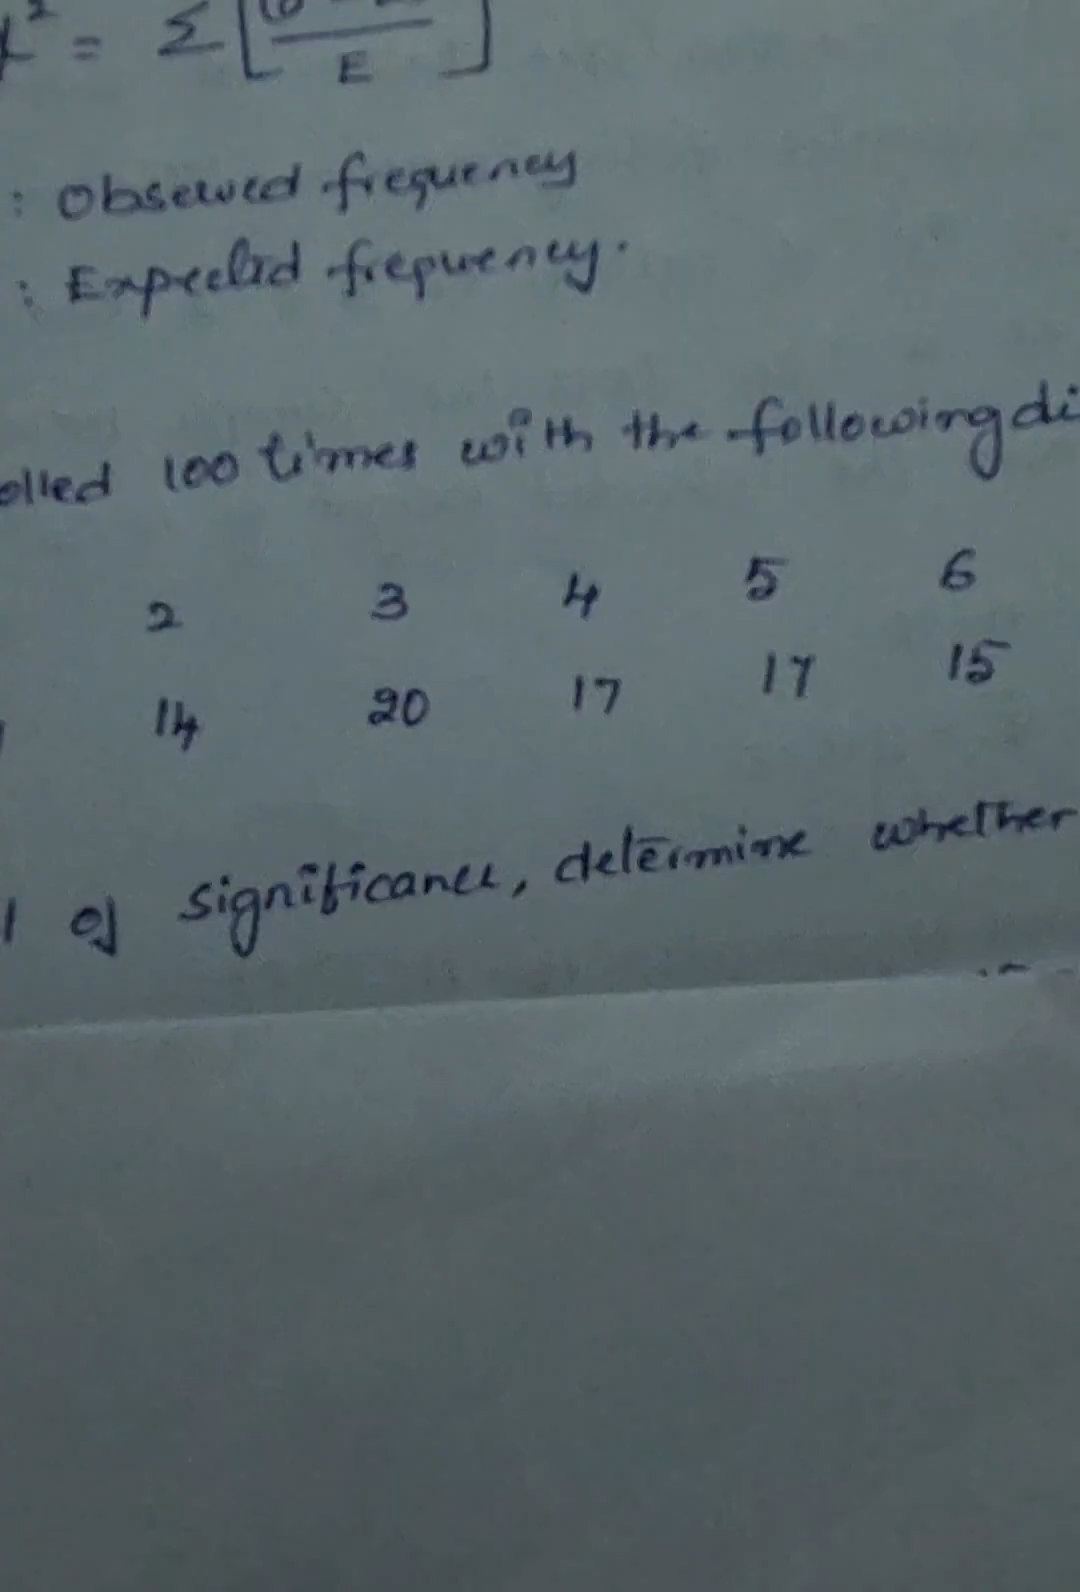 χ² = Σ [ / E ]
: Observed frequency
: Expected frequency.
olled 100 times with the following di
2 3 4 5 6
14 20 17 17 15
l of significance, determine whether